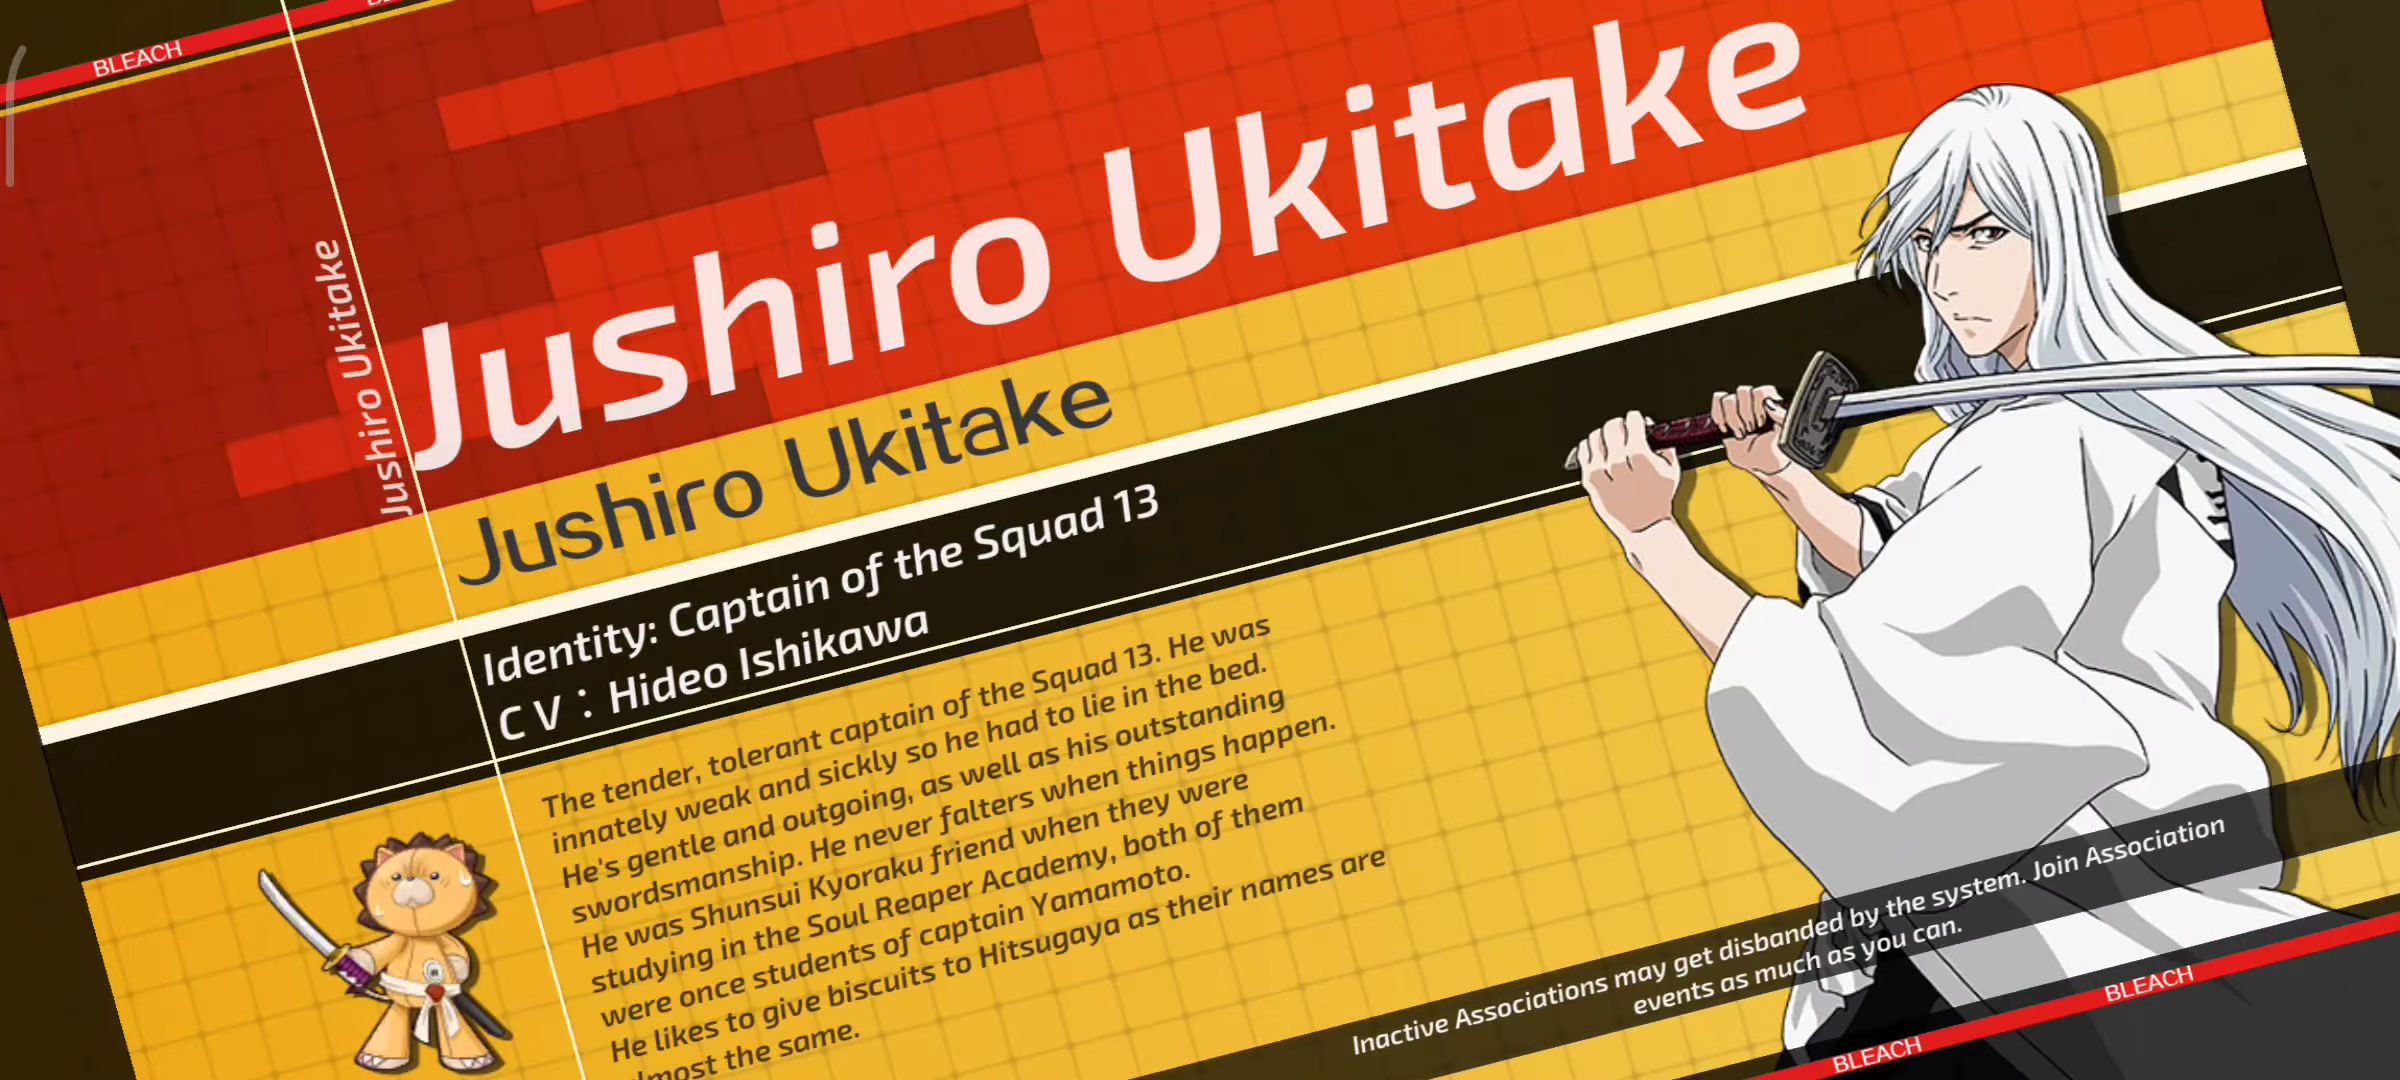 BLEACH
Jushiro Ukitake
Jushiro Ukitake
Jushiro Ukitake
Identity: Captain of the Squad 13
CV：Hideo Ishikawa
The tender, tolerant captain of the Squad 13. He was
innately weak and sickly so he had to lie in the bed.
He's gentle and outgoing, as well as his outstanding
swordsmanship. He never falters when things happen.
He was Shunsui Kyoraku friend when they were
studying in the Soul Reaper Academy, both of them
were once students of captain Yamamoto.
He likes to give biscuits to Hitsugaya as their names are
almost the same.
Inactive Associations may get disbanded by the system. Join Association
events as much as you can.
BLEACH
BLEACH